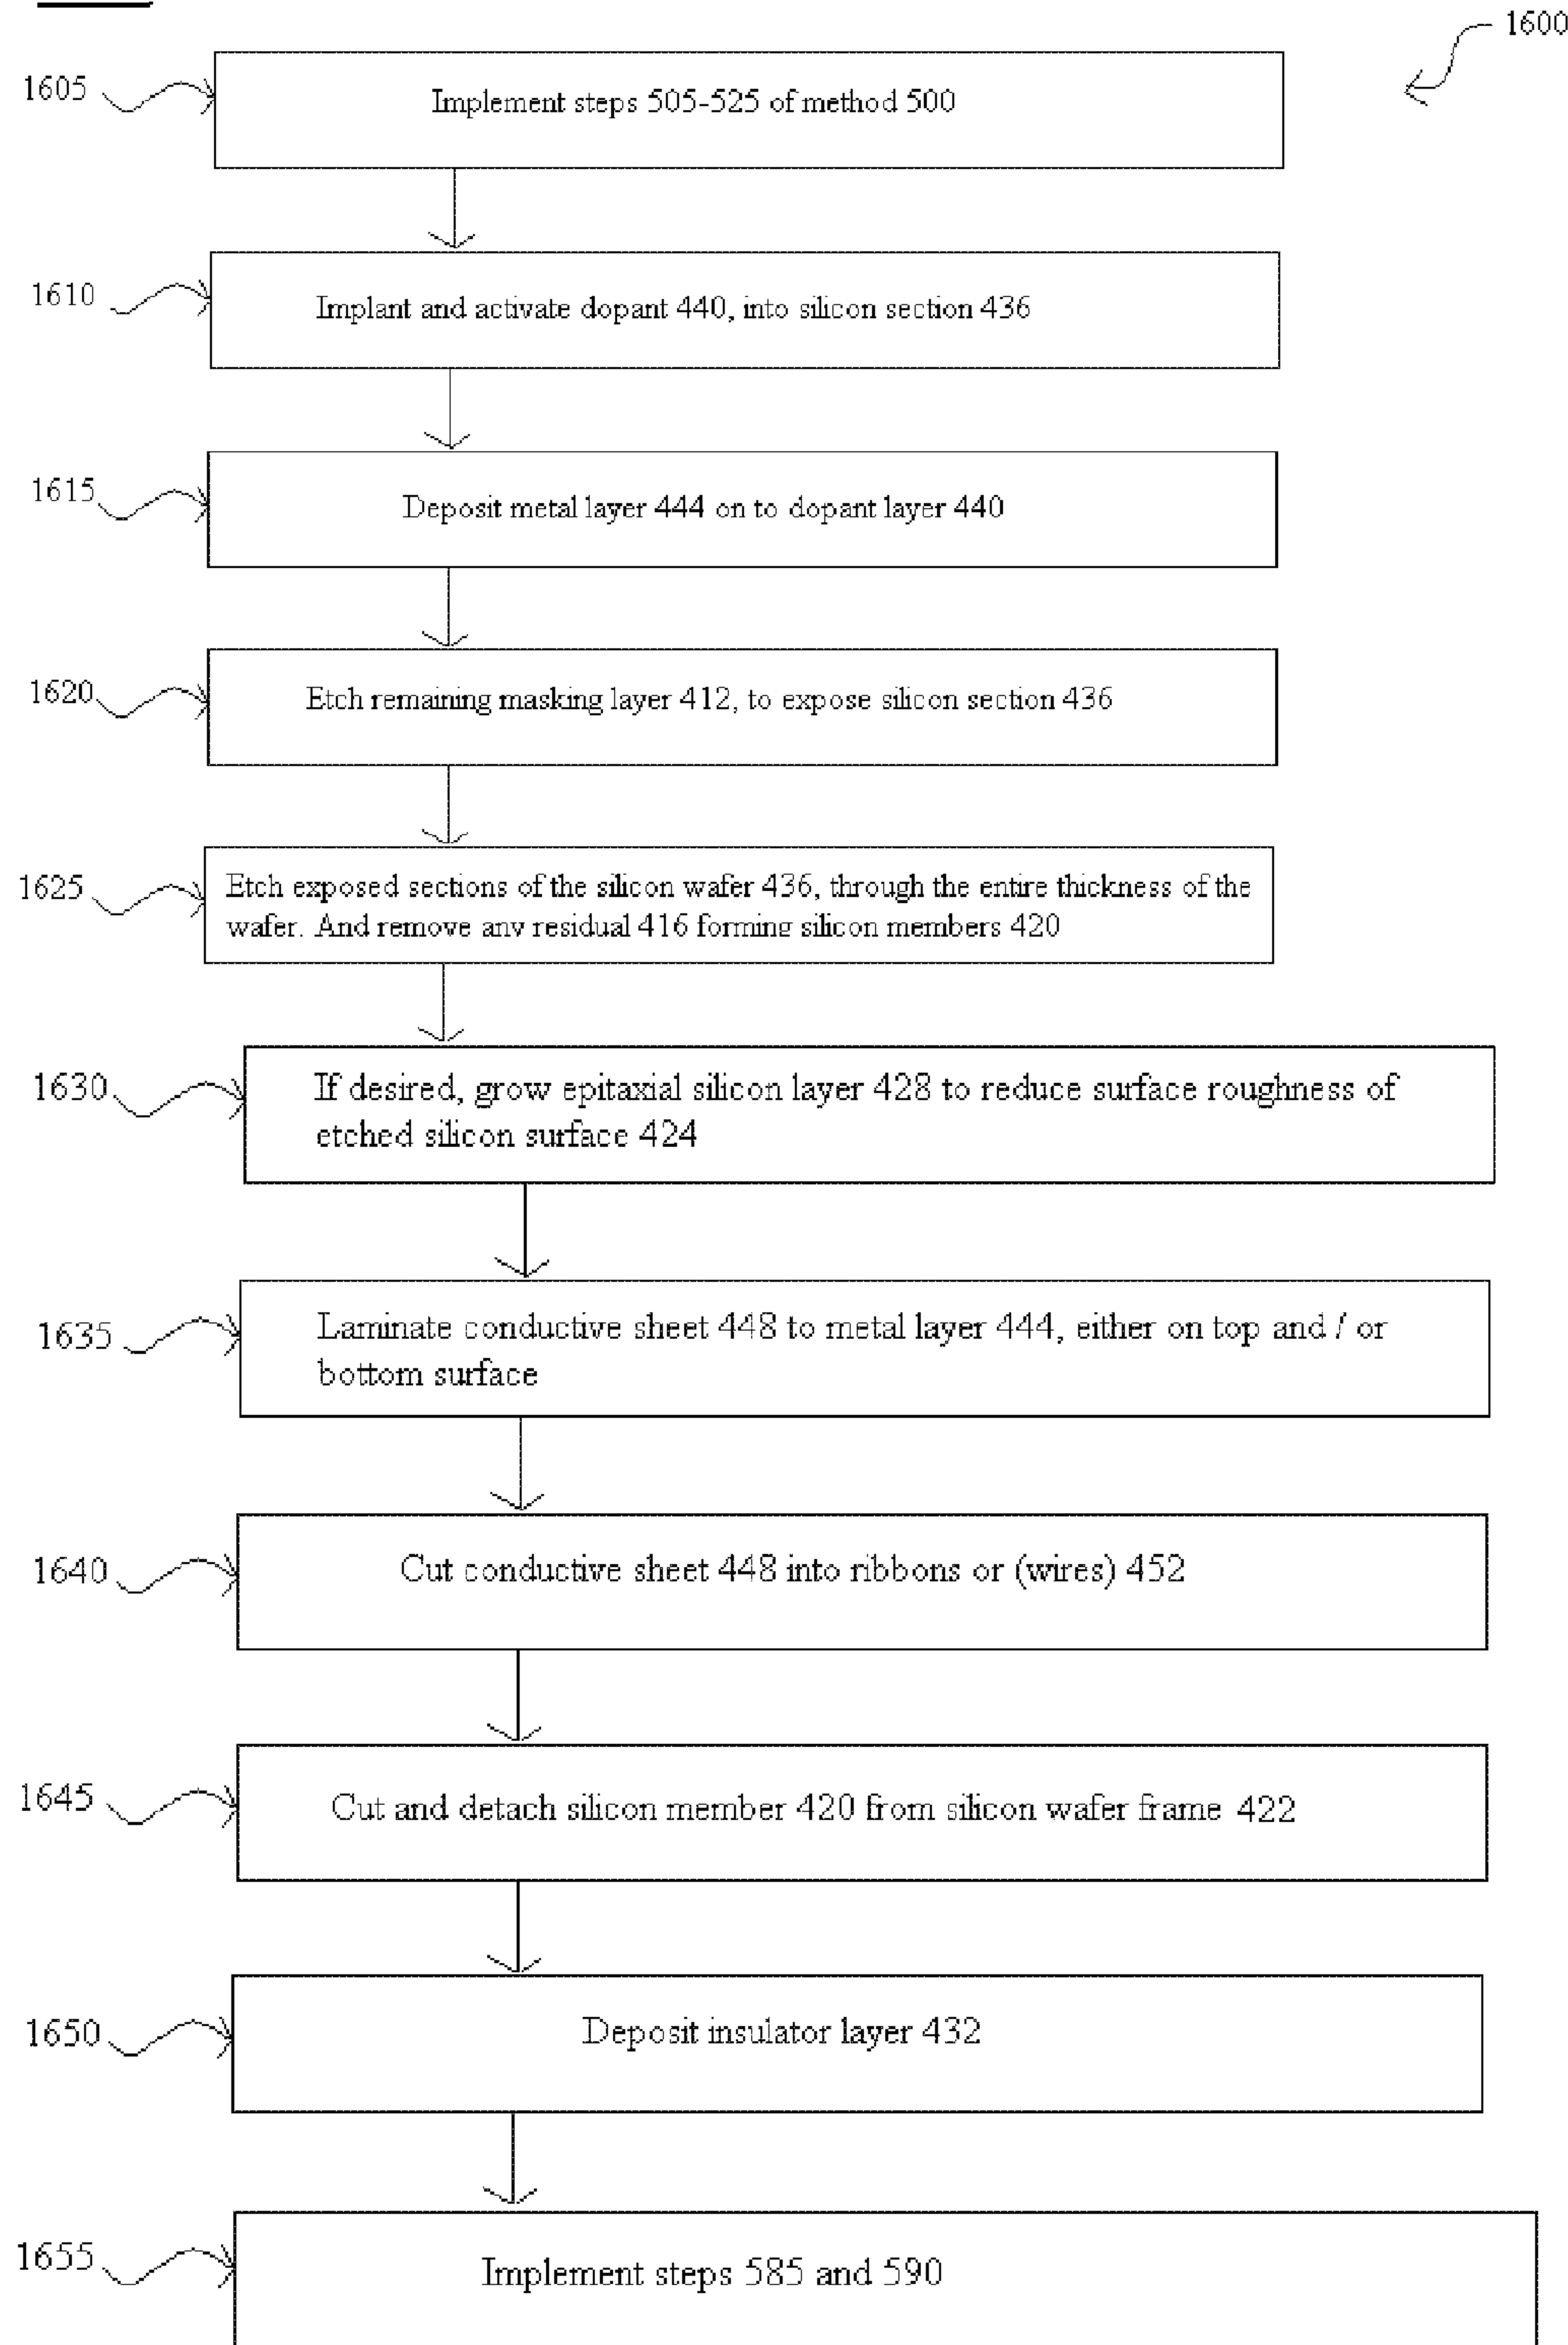 1600
1605
Implement steps 505-525 of method 500
1610
Implant and activate dopant 440, into silicon section 436
1615
Deposit metal layer 444 on to dopant layer 440
1620
Etch remaining masking layer 412, to expose silicon section 436
1625
Etch exposed sections of the silicon wafer 436, through the entire thickness of the
wafer. And remove any residual 416 forming silicon members 420
1630
If desired, grow epitaxial silicon layer 428 to reduce surface roughness of
etched silicon surface 424
1635
Laminate conductive sheet 448 to metal layer 444, either on top and / or
bottom surface
1640
Cut conductive sheet 448 into ribbons or (wires) 452
1645
Cut and detach silicon member 420 from silicon wafer frame 422
1650
Deposit insulator layer 432
1655
Implement steps 585 and 590